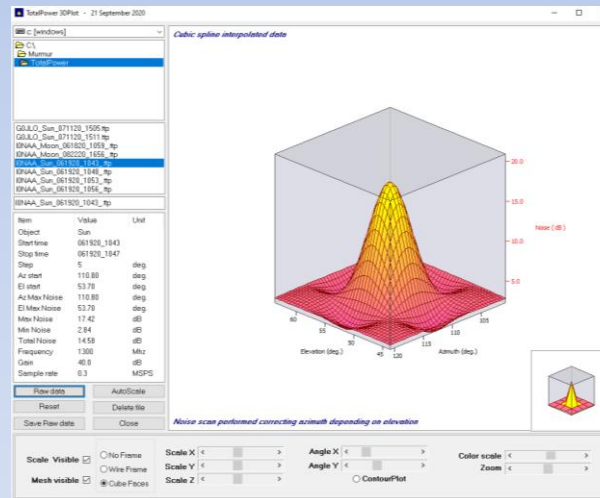 TotalPower 3DPlot - 21 September 2020
c: [windows]
C:\
Murmur
TotalPower
G0JLO_Sun_071120_1505.ttp
G0JLO_Sun_071120_1511.ttp
I0NAA_Moon_061020_1059_.ttp
I0NAA_Moon_082220_1656_.ttp
I0NAA_Sun_061920_1043_.ttp
I0NAA_Sun_061920_1048_.ttp
I0NAA_Sun_061920_1053_.ttp
I0NAA_Sun_061920_1056_.ttp
I0NAA_Sun_061920_1043_.ttp
Item Value Unit
Object Sun
Start time 061920_1043
Stop time 061920_1047
Step 5 deg.
Az start 110.80 deg.
El start 53.70 deg.
Az Max Noise 110.80 deg.
El Max Noise 53.70 deg.
Max Noise 17.42 dB
Min Noise 2.84 dB
Total Noise 14.58 dB
Frequency 1300 Mhz
Gain 40.0 dB
Sample rate 0.3 MSPS
Raw data AutoScale
Reset Delete file
Save Raw data Close
Cubic spline interpolated data
20.0
15.0
10.0
5.0
Noise (dB)
60 55 50 45
Elevation (deg.)
120 115 110 105
Azimuth (deg.)
Noise scan performed correcting azimuth depending on elevation
Scale Visible
Mesh visible
No Frame
Wire Frame
Cube Faces
Scale X
Scale Y
Scale Z
Angle X
Angle Y
ContourPlot
Color scale
Zoom